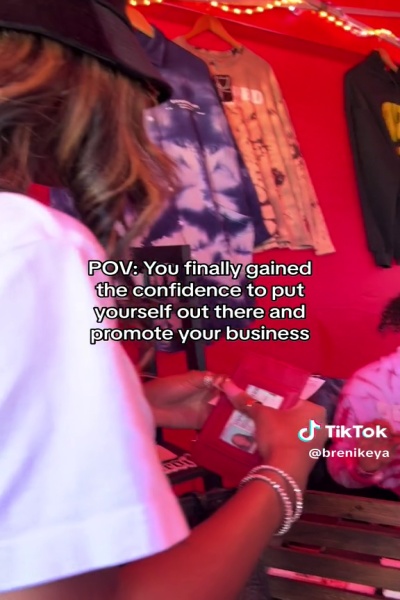 POV: You finally gained
the confidence to put
yourself out there and
promote your business
TikTok
@brenikeya